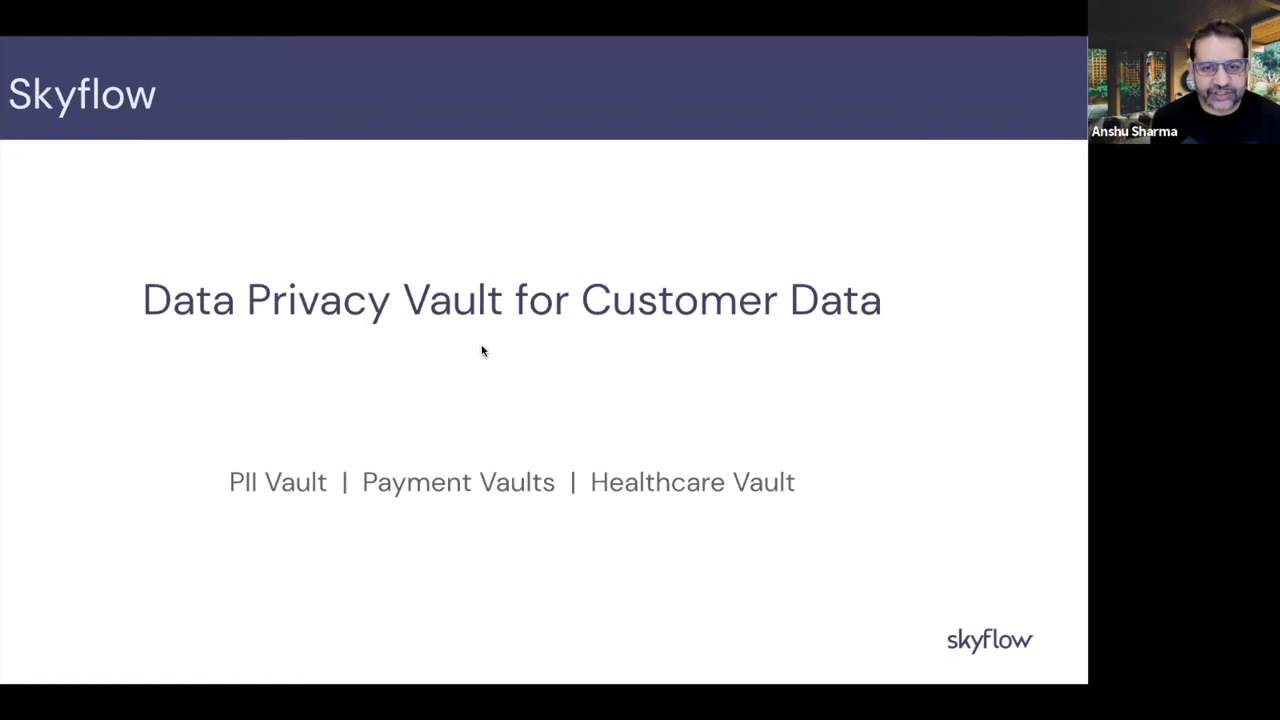 Skyflow
Anshu Sharma
Data Privacy Vault for Customer Data
PII Vault | Payment Vaults | Healthcare Vault
skyflow